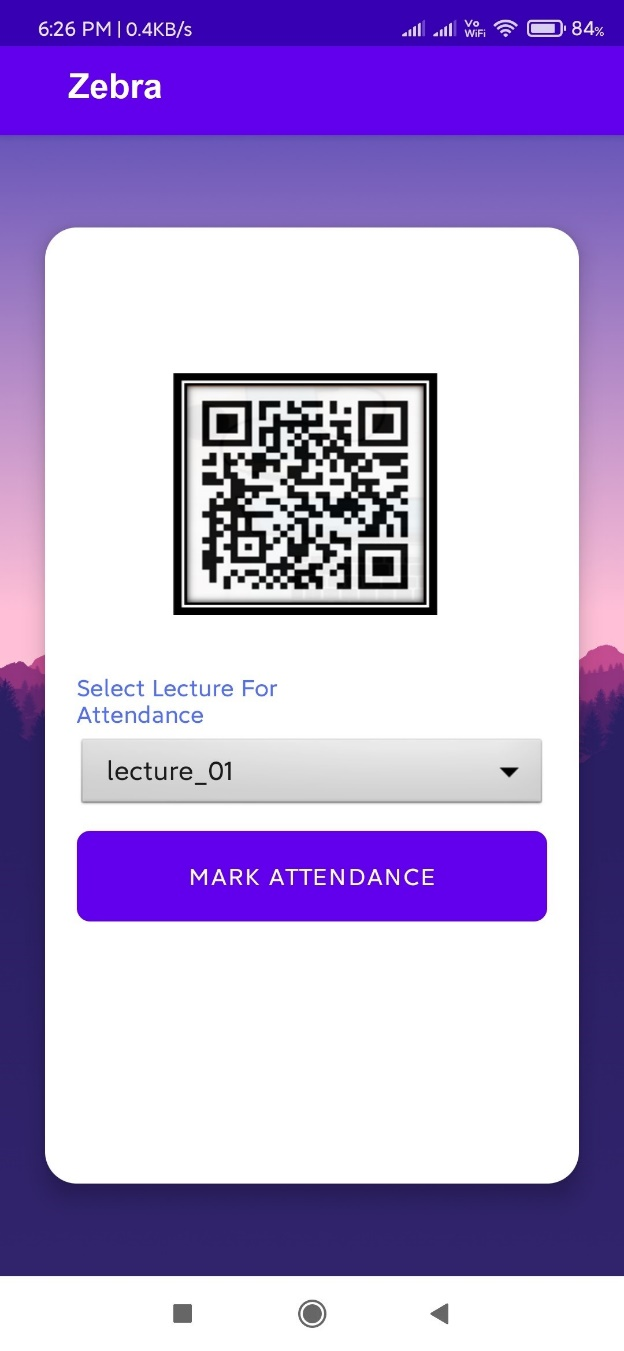 6:26 PM | 0.4KB/s Vo WiFi 84%
Zebra
Select Lecture For
Attendance
lecture_01
MARK ATTENDANCE